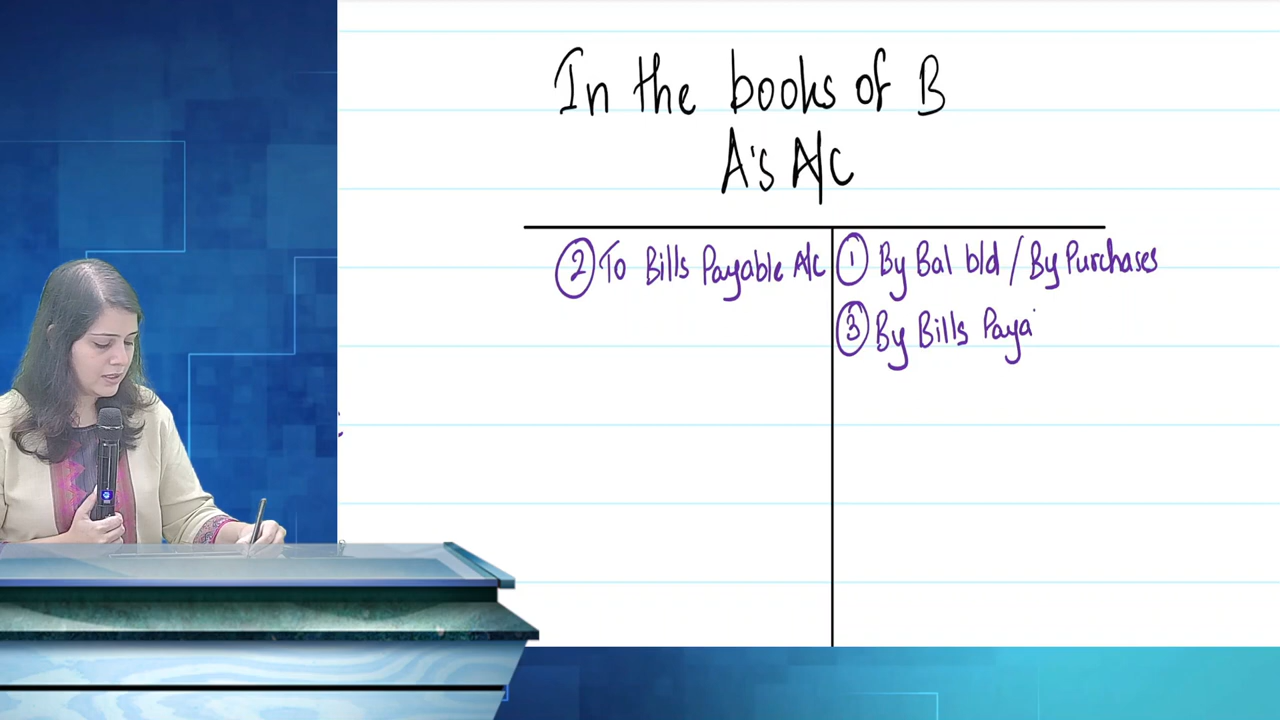 In the books of B
A's A/c
② To Bills Payable A/c
① By Bal b/d / By Purchases
③ By Bills Paya